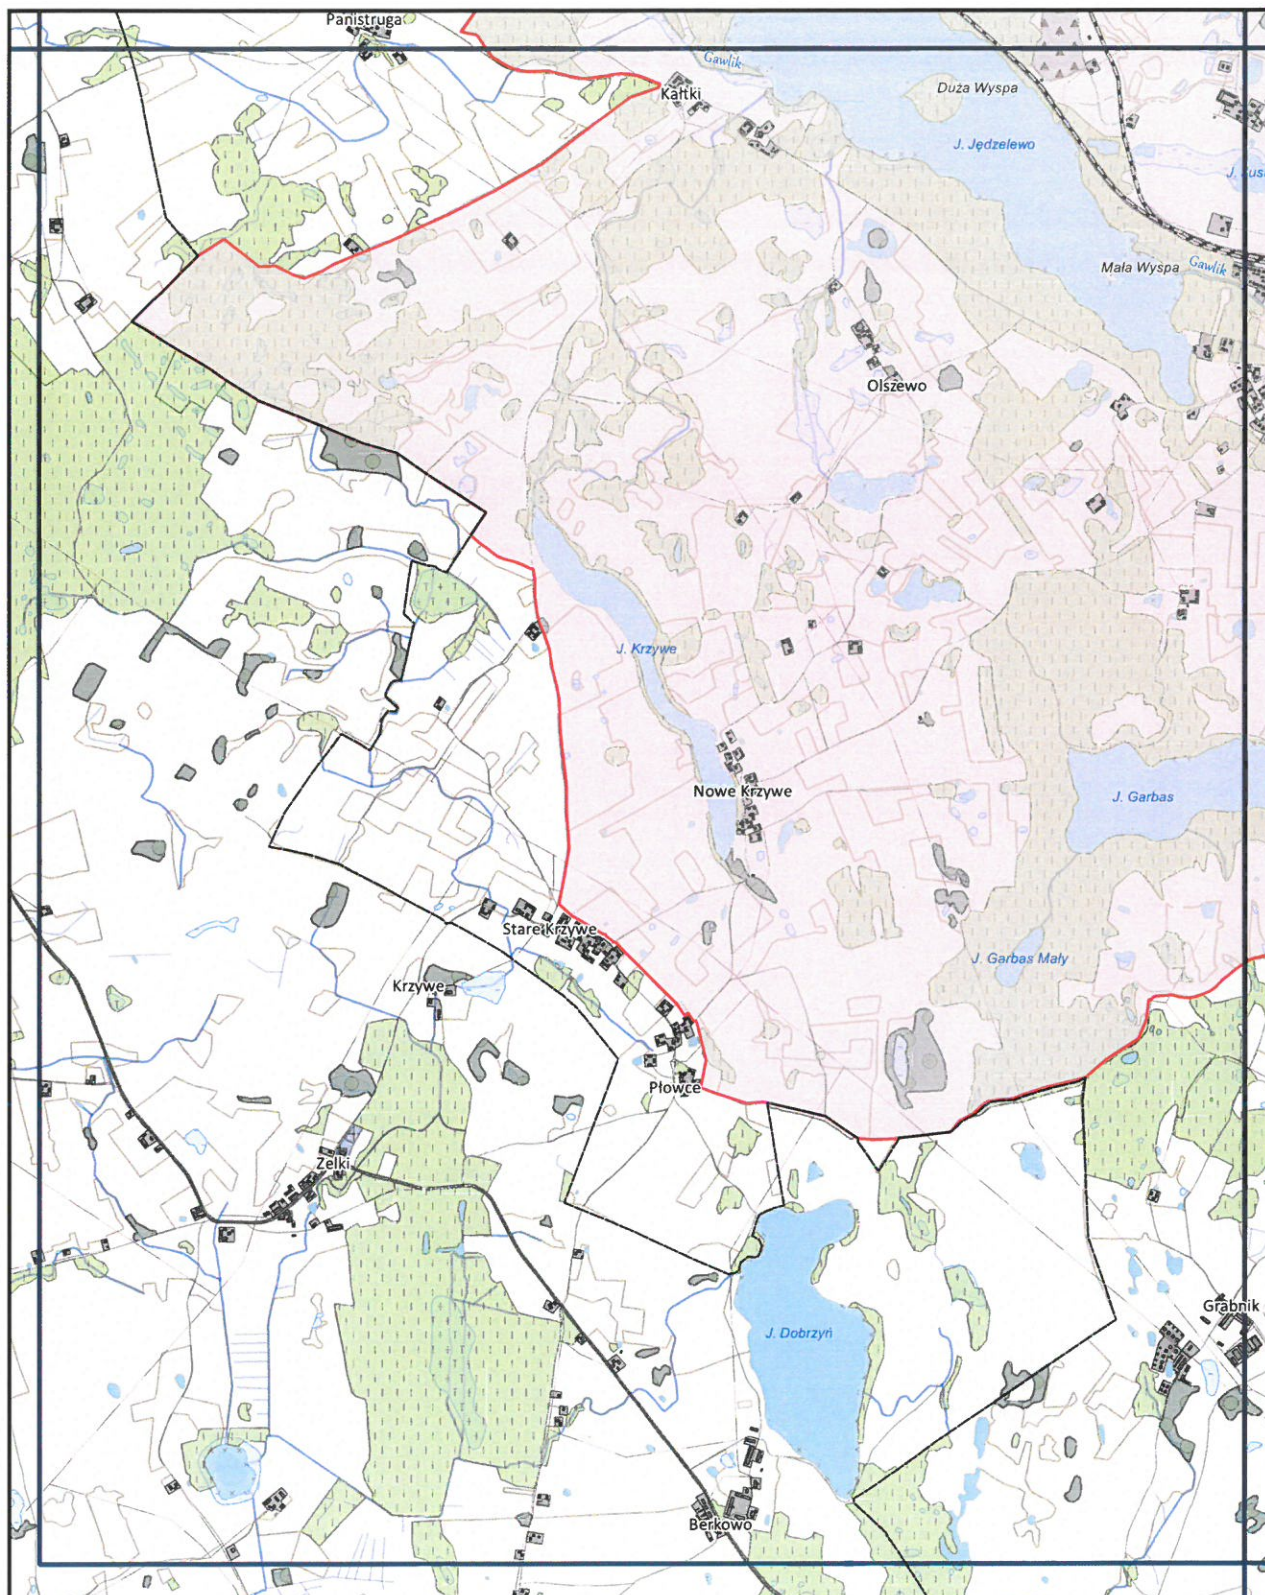 Panistruga
Gawlik
Kałtki
Duża Wyspa
J. Jędzelewo
Mała Wyspa
Gawlik
Olszewo
J. Krzywe
Nowe Krzywe
J. Garbas
Stare Krzywe
J. Garbas Mały
Krzywe
Płowce
Zelki
Grabnik
J. Dobrzyń
Berkowo